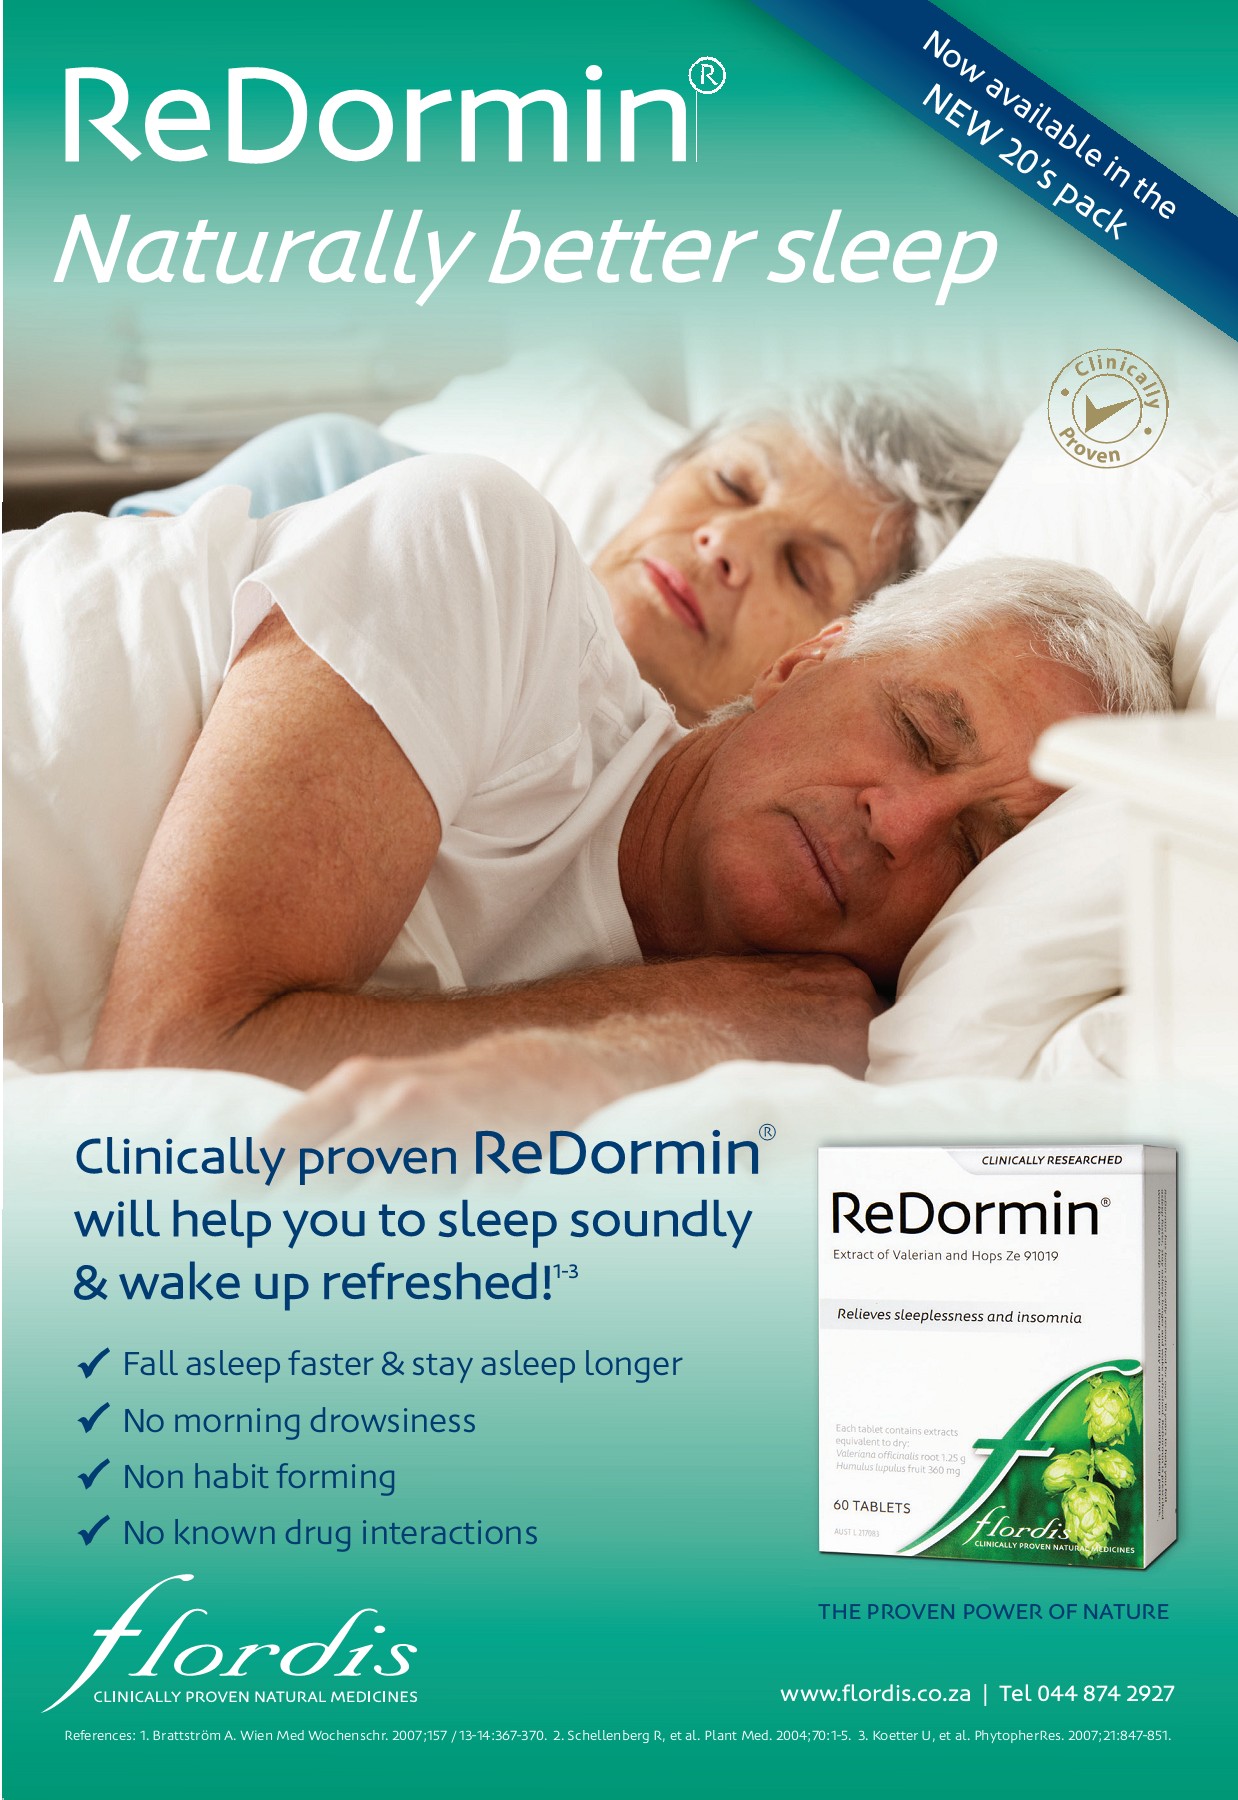 ReDormin®
Naturally better sleep
Now available in the
NEW 20's pack
Clinically
Proven
Clinically proven ReDormin®
will help you to sleep soundly
& wake up refreshed!1-3
✓ Fall asleep faster & stay asleep longer
✓ No morning drowsiness
✓ Non habit forming
✓ No known drug interactions
CLINICALLY RESEARCHED
ReDormin®
Extract of Valerian and Hops Ze 91019
Relieves sleeplessness and insomnia
Each tablet contains extracts
equivalent to dry:
Valeriana officinalis root 1.25 g
Humulus lupulus fruit 360 mg
60 TABLETS
AUST L 217983
flordis
CLINICALLY PROVEN NATURAL MEDICINES
THE PROVEN POWER OF NATURE
flordis
CLINICALLY PROVEN NATURAL MEDICINES
www.flordis.co.za | Tel 044 874 2927
References: 1. Brattström A. Wien Med Wochenschr. 2007;157 /13-14:367-370. 2. Schellenberg R, et al. Plant Med. 2004;70:1-5. 3. Koetter U, et al. PhytopherRes. 2007;21:847-851.